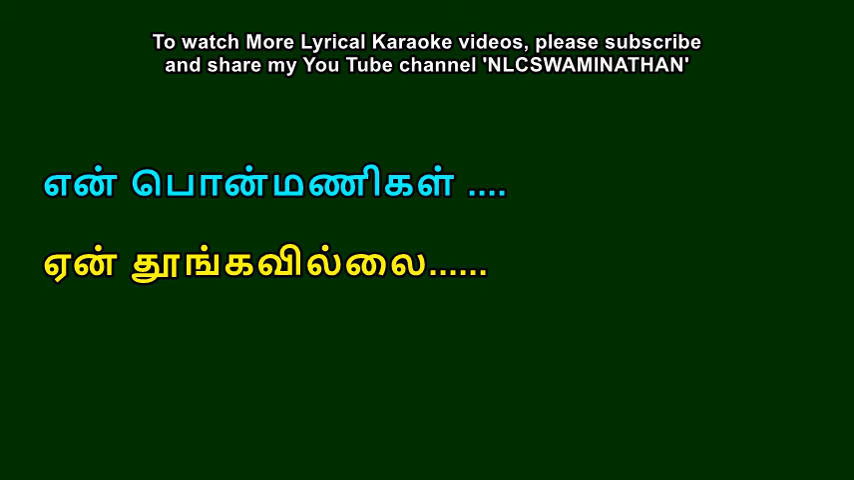 To watch More Lyrical Karaoke videos, please subscribe
and share my You Tube channel 'NLCSWAMINATHAN'
என் பொன்மணிகள் ....
ஏன் தூங்கவில்லை......